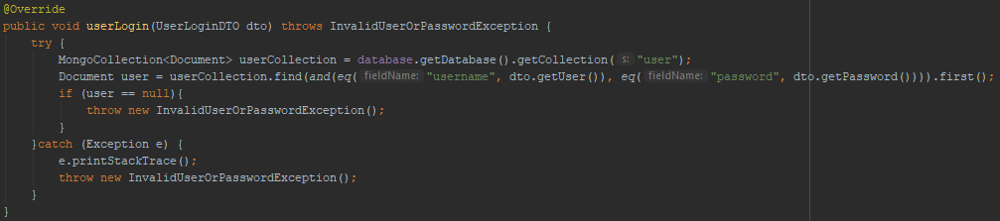 @Override
public void userLogin(UserLoginDTO dto) throws InvalidUserOrPasswordException {
try {
MongoCollection<Document> userCollection = database.getDatabase().getCollection( s: "user");
Document user = userCollection.find(and(eq( fieldName: "username", dto.getUser()), eq( fieldName: "password", dto.getPassword()))).first();
if (user == null){
throw new InvalidUserOrPasswordException();
}
}catch (Exception e) {
e.printStackTrace();
throw new InvalidUserOrPasswordException();
}
}